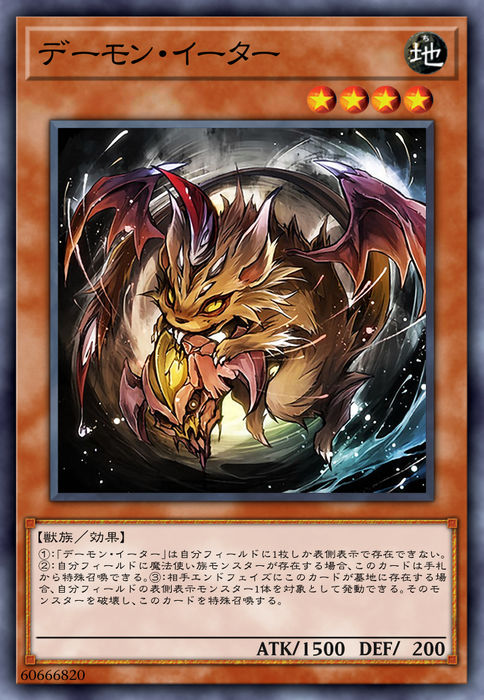 デーモン・イーター
ち
地
【獣族/効果】
①:「デーモン・イーター」は自分フィールドに1枚しか表側表示で存在できない。
②:自分フィールドに魔法使い族モンスターが存在する場合、このカードは手札
から特殊召喚できる。③:相手エンドフェイズにこのカードが墓地に存在する場
合、自分フィールドの表側表示モンスター1体を対象として発動できる。そのモ
ンスターを破壊し、このカードを特殊召喚する。
ATK/1500 DEF/ 200
60666820